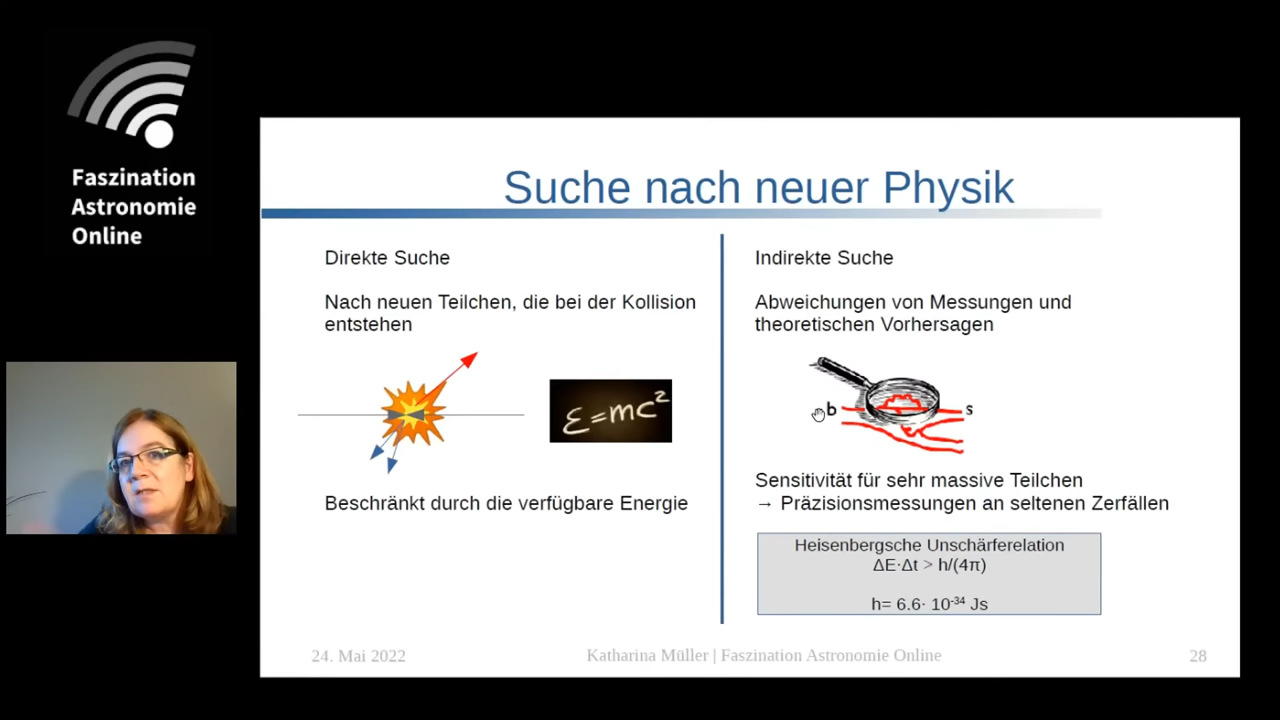 Faszination
Astronomie
Online
Suche nach neuer Physik
Direkte Suche
Nach neuen Teilchen, die bei der Kollision
entstehen
E=mc²
Beschränkt durch die verfügbare Energie
Indirekte Suche
Abweichungen von Messungen und
theoretischen Vorhersagen
b s
Sensitivität für sehr massive Teilchen
→ Präzisionsmessungen an seltenen Zerfällen
Heisenbergsche Unschärferelation
ΔE·Δt > h/(4π)
h= 6.6· 10⁻³⁴ Js
24. Mai 2022
Katharina Müller | Faszination Astronomie Online
28